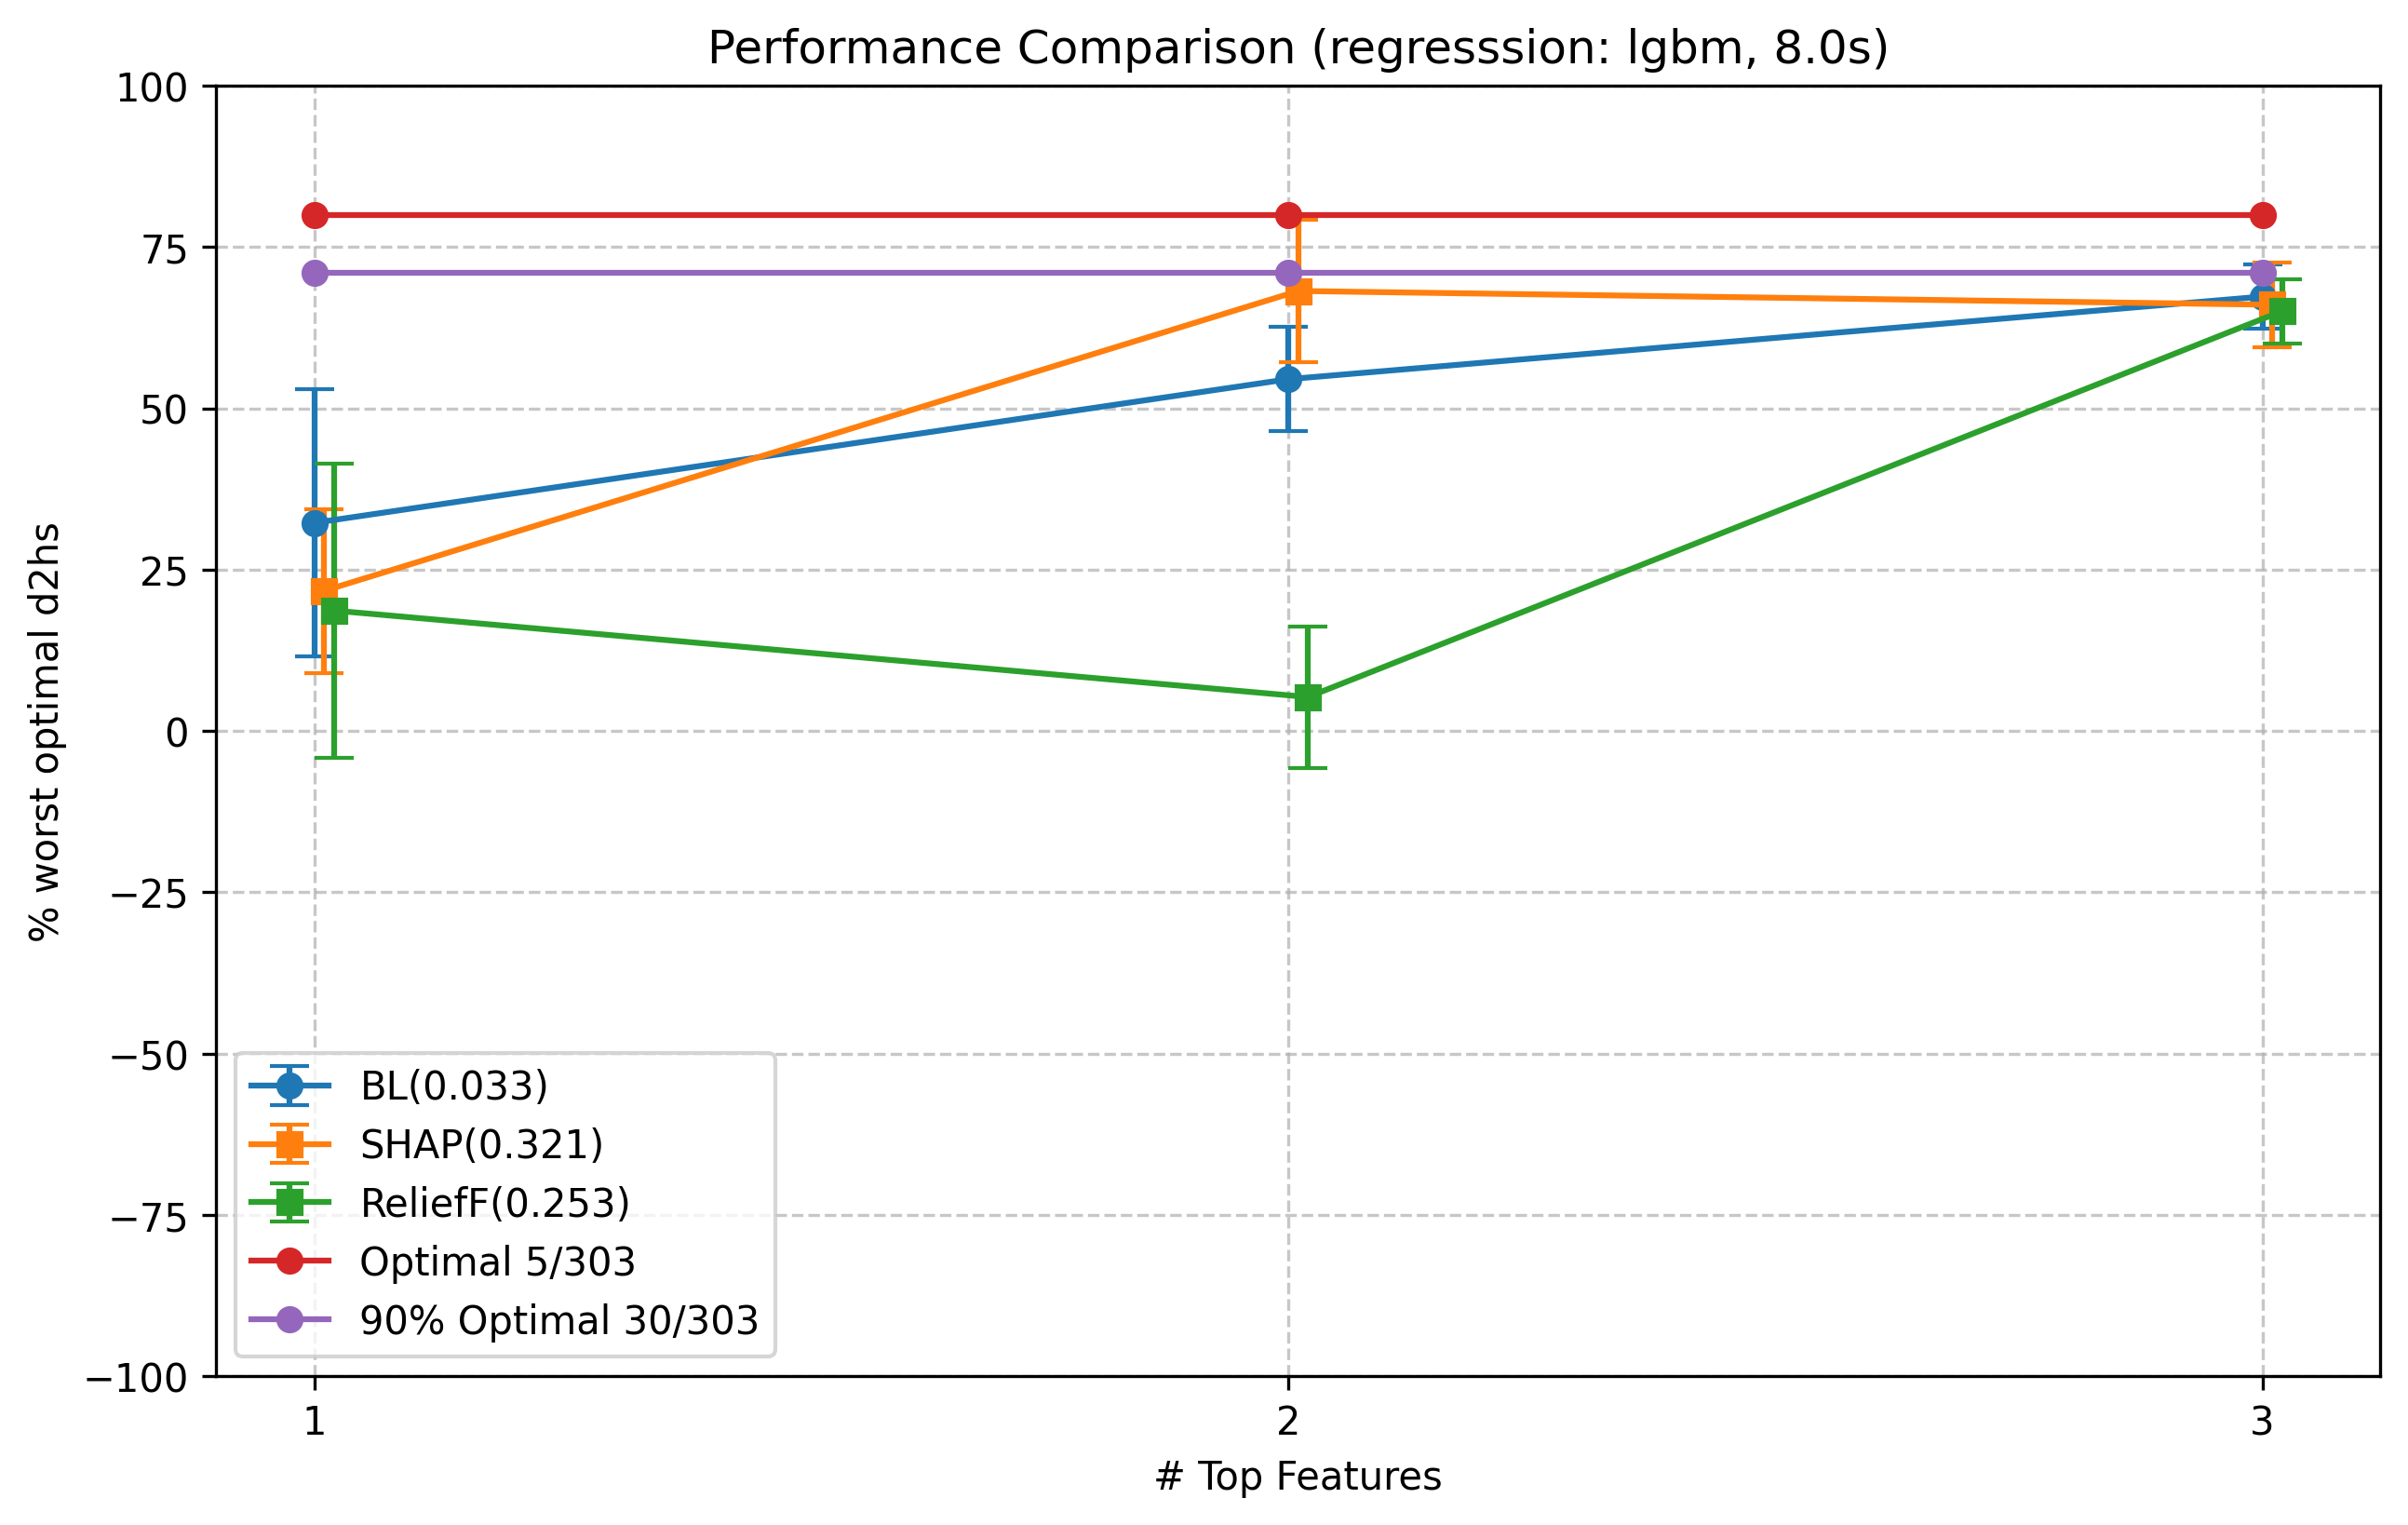 Performance Comparison (regresssion: lgbm, 8.0s)
% worst optimal d2hs
100
75
50
25
0
−25
−50
−75
−100
BL(0.033)
SHAP(0.321)
ReliefF(0.253)
Optimal 5/303
90% Optimal 30/303
1 2 3
# Top Features